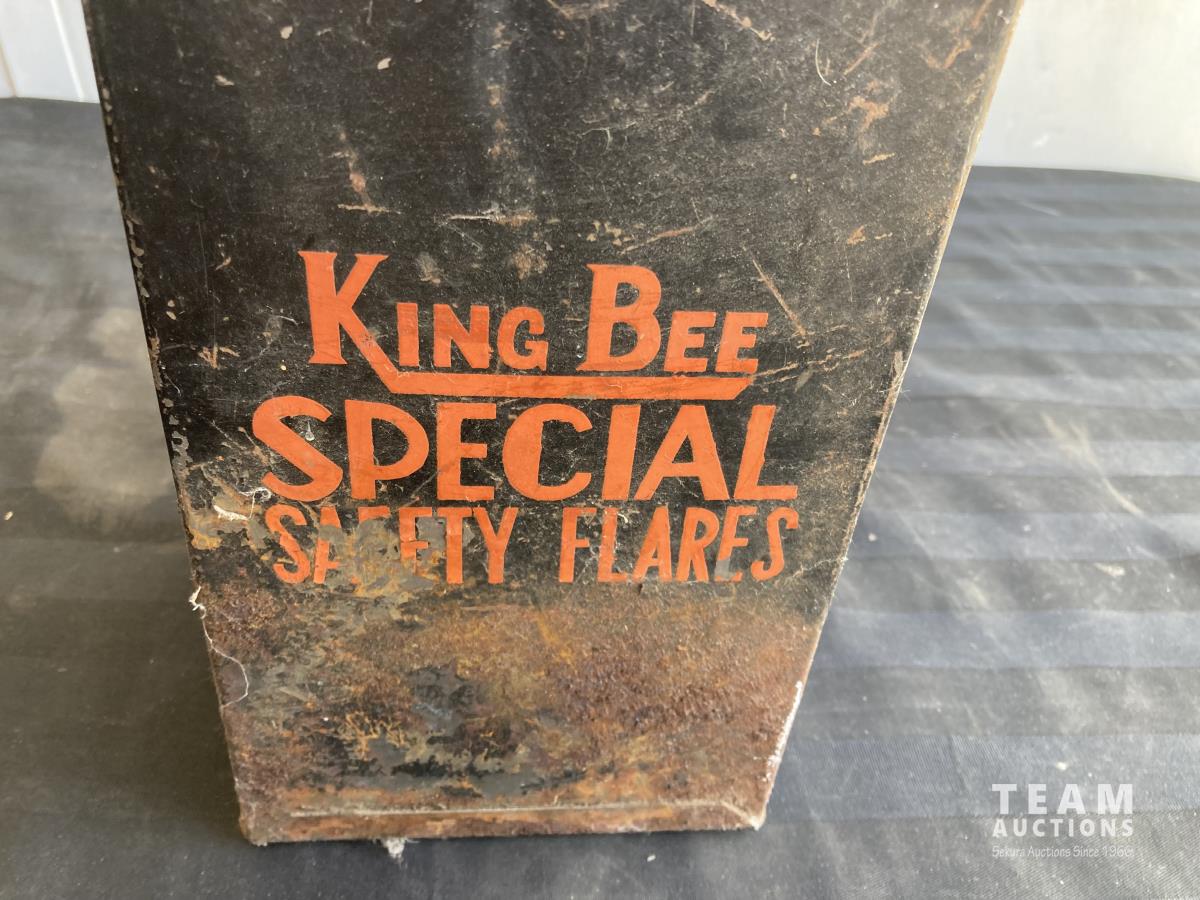 KING BEE
SPECIAL
SAFETY FLARES
TEAM
AUCTIONS
Sekura Auctions Since 1966